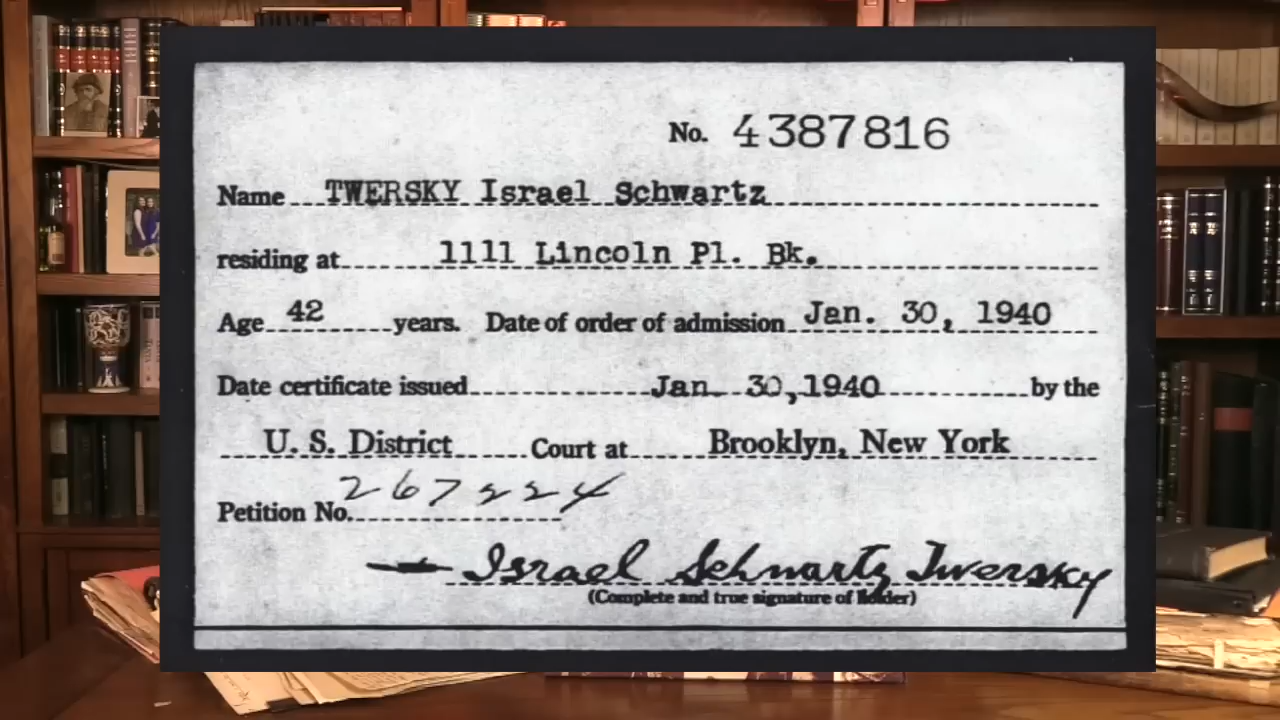 No. 4387816
Name TWERSKY Israel Schwartz
residing at 1111 Lincoln Pl. Bk.
Age 42 years. Date of order of admission Jan. 30, 1940
Date certificate issued Jan. 30, 1940 by the
U. S. District Court at Brooklyn, New York
Petition No. 267224
Israel Schwartz Twersky
(Complete and true signature of holder)